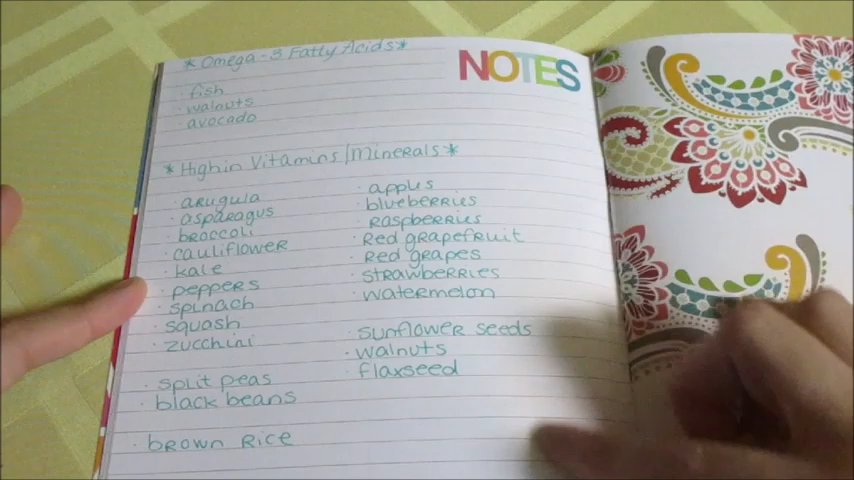 NOTES
* Omega-3 Fatty Acids *
· fish
· walnuts
· avocado
* High in Vitamins/Minerals *
· arugula
· asparagus
· broccoli
· cauliflower
· kale
· peppers
· spinach
· squash
· zucchini
· split peas
· black beans
· brown rice
· apples
· blueberries
· raspberries
· Red grapefruit
· Red grapes
· strawberries
· watermelon
· sunflower seeds
· walnuts
· flaxseed